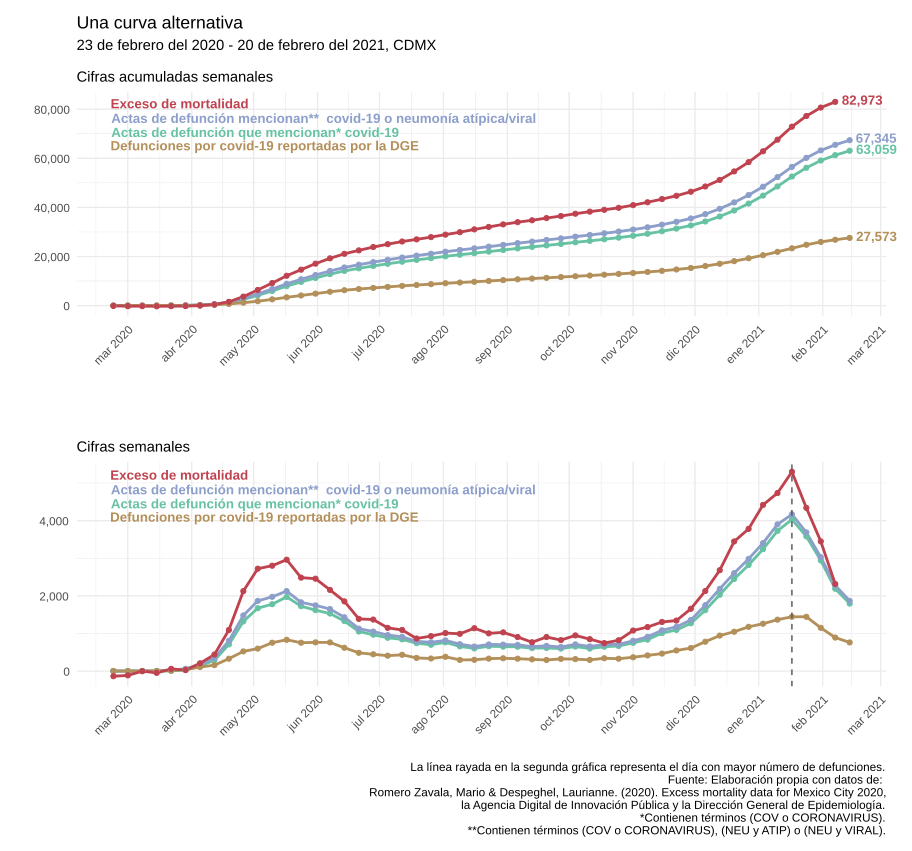 Una curva alternativa
23 de febrero del 2020 - 20 de febrero del 2021, CDMX
Cifras acumuladas semanales
Exceso de mortalidad
Actas de defunción mencionan**  covid-19 o neumonía atípica/viral
Actas de defunción que mencionan* covid-19
Defunciones por covid-19 reportadas por la DGE
80,000
60,000
40,000
20,000
0
82,973
67,345
63,059
27,573
mar 2020
abr 2020
may 2020
jun 2020
jul 2020
ago 2020
sep 2020
oct 2020
nov 2020
dic 2020
ene 2021
feb 2021
mar 2021
Cifras semanales
Exceso de mortalidad
Actas de defunción mencionan**  covid-19 o neumonía atípica/viral
Actas de defunción que mencionan* covid-19
Defunciones por covid-19 reportadas por la DGE
4,000
2,000
0
mar 2020
abr 2020
may 2020
jun 2020
jul 2020
ago 2020
sep 2020
oct 2020
nov 2020
dic 2020
ene 2021
feb 2021
mar 2021
La línea rayada en la segunda gráfica representa el día con mayor número de defunciones.
Fuente: Elaboración propia con datos de:
Romero Zavala, Mario & Despeghel, Laurianne. (2020). Excess mortality data for Mexico City 2020,
la Agencia Digital de Innovación Pública y la Dirección General de Epidemiología.
*Contienen términos (COV o CORONAVIRUS).
**Contienen términos (COV o CORONAVIRUS), (NEU y ATIP) o (NEU y VIRAL).